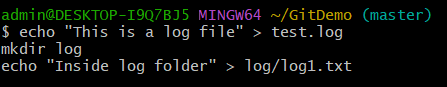 admin@DESKTOP-I9Q7BJ5 MINGW64 ~/GitDemo (master)
$ echo "This is a log file" > test.log
mkdir log
echo "Inside log folder" > log/log1.txt